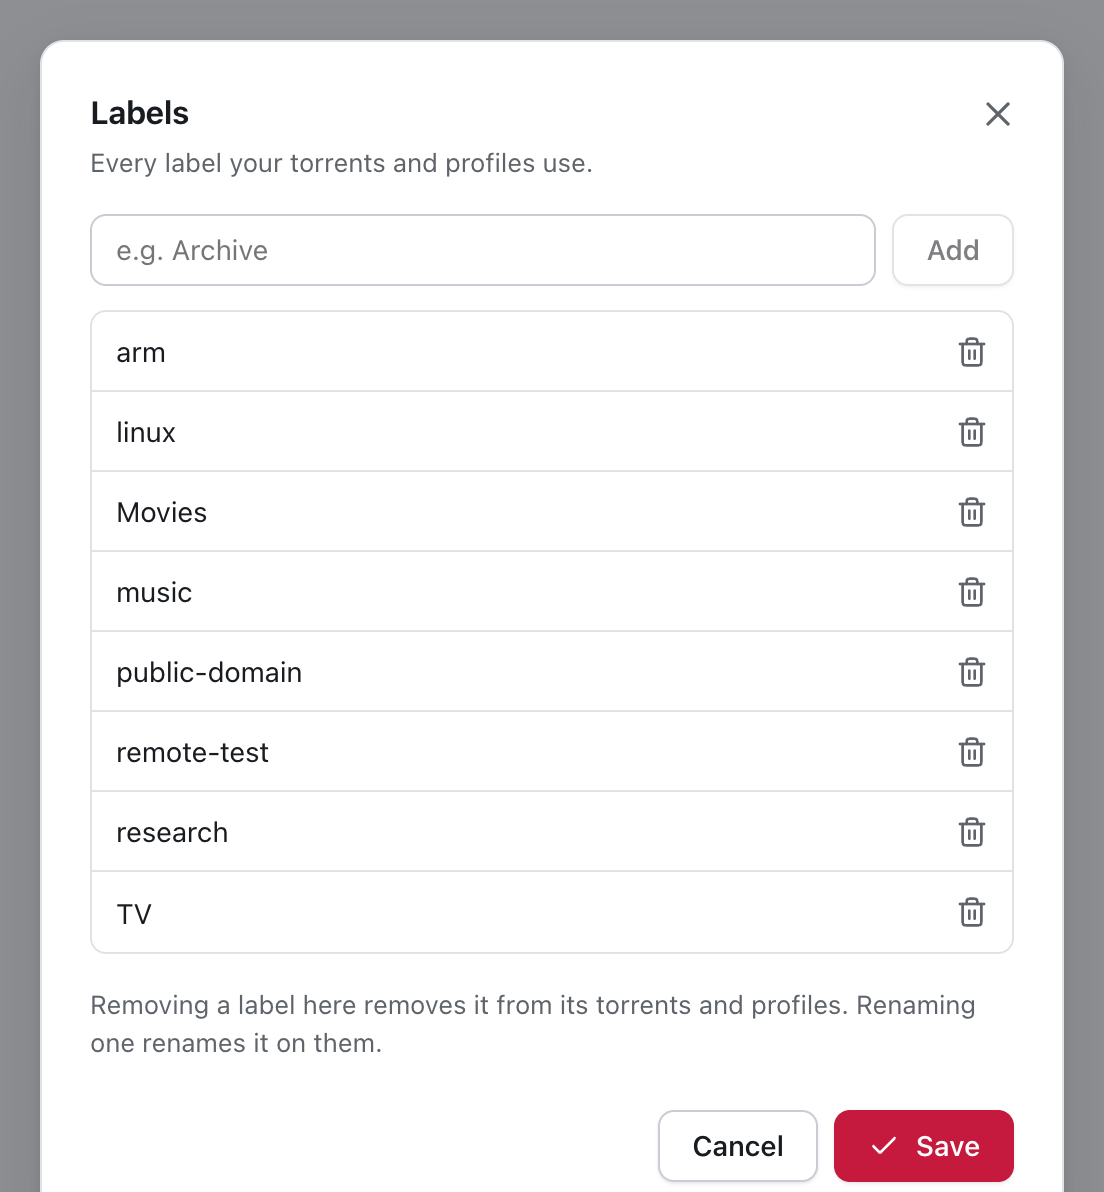 Labels
Every label your torrents and profiles use.
e.g. Archive
Add
arm
linux
Movies
music
public-domain
remote-test
research
TV
Removing a label here removes it from its torrents and profiles. Renaming
one renames it on them.
Cancel
Save